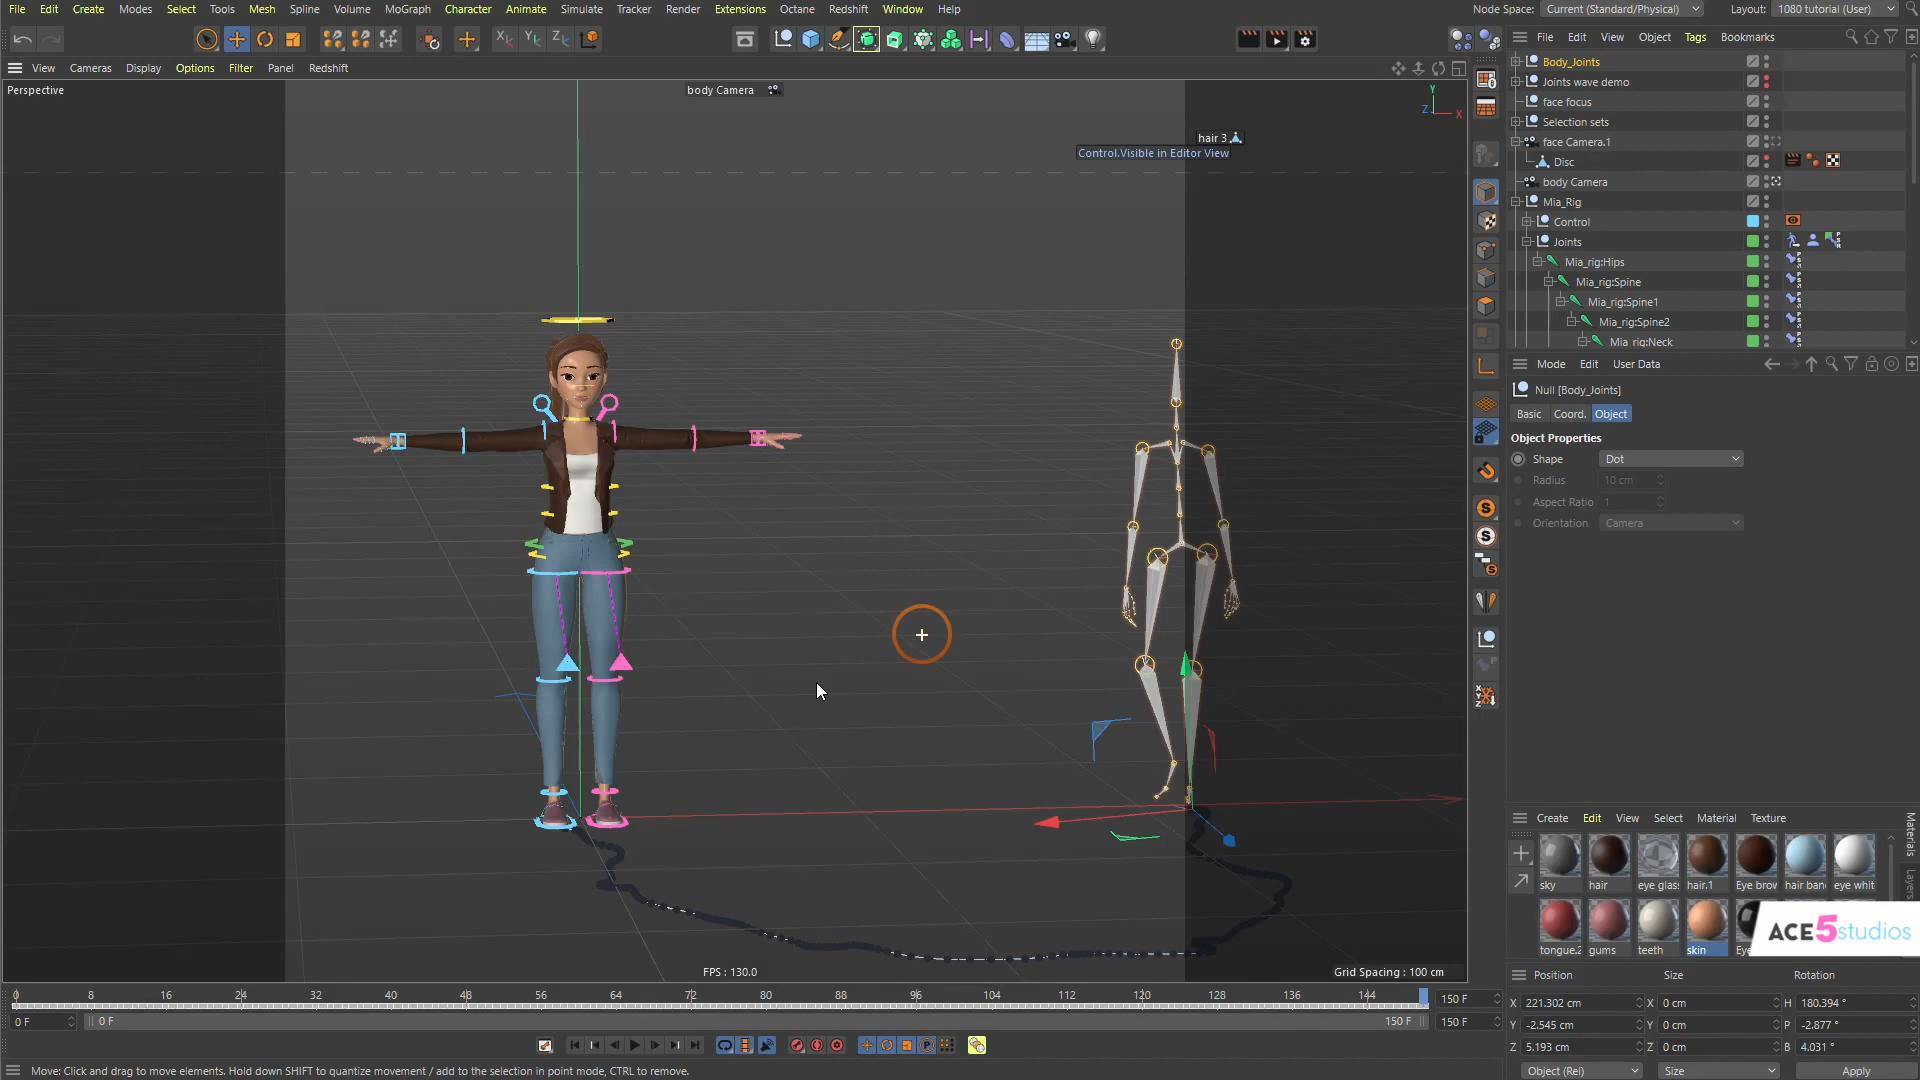 File Edit Create Modes Select Tools Mesh Spline Volume MoGraph Character Animate Simulate Tracker Render Extensions Octane Redshift Window Help
Node Space: Current (Standard/Physical) Layout: 1080 tutorial (User)
File Edit View Object Tags Bookmarks
View Cameras Display Options Filter Panel Redshift
Perspective
body Camera
Y
Z X
hair 3
Control.Visible in Editor View
Body_Joints
Joints wave demo
face focus
Selection sets
face Camera.1
Disc
body Camera
Mia_Rig
Control
Joints
Mia_rig:Hips
Mia_rig:Spine
Mia_rig:Spine1
Mia_rig:Spine2
Mia_rig:Neck
Mode Edit User Data
Null [Body_Joints]
Basic Coord. Object
Object Properties
Shape Dot
Radius 10 cm
Aspect Ratio 1
Orientation Camera
Create Edit View Select Material Texture
Materials
Layers
sky hair eye glas: hair.1 Eye brow hair ban eye whit
tongue.2 gums teeth skin Ey
ACE5studios
FPS : 130.0
Grid Spacing : 100 cm
0 8 16 24 32 40 48 56 64 72 80 88 96 104 112 120 128 136 144
150 F
0 F 0 F 150 F 150 F
Position Size Rotation
X 221.302 cm X 0 cm H 180.394 °
Y -2.545 cm Y 0 cm P -2.877 °
Z 5.193 cm Z 0 cm B 4.031 °
Object (Rel) Size Apply
Move: Click and drag to move elements. Hold down SHIFT to quantize movement / add to the selection in point mode, CTRL to remove.